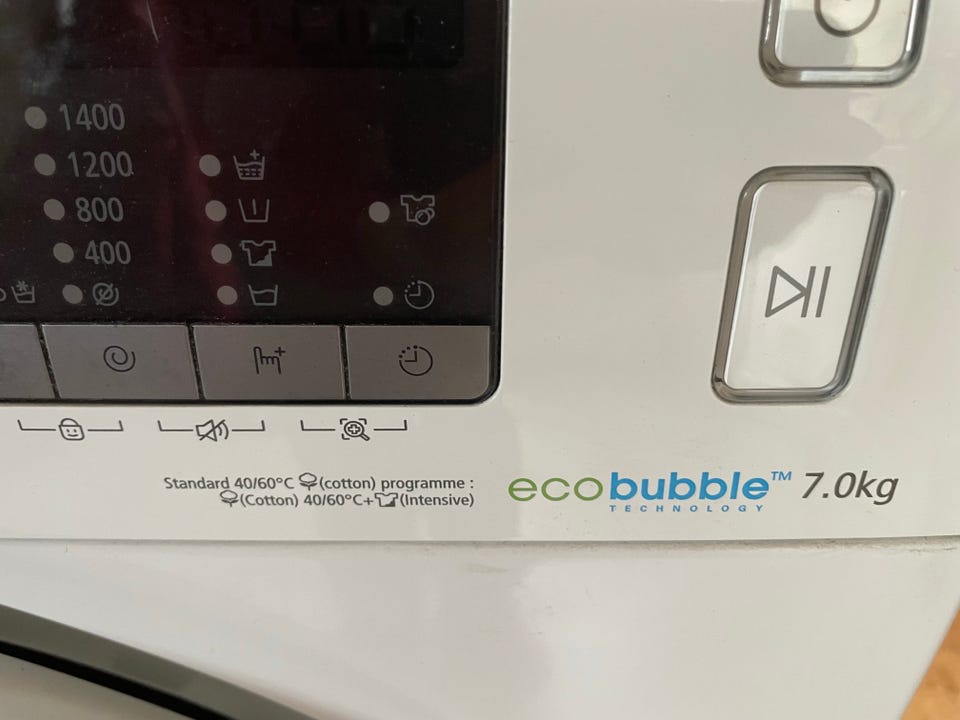 1400
1200
800
400
Standard 40/60°C (cotton) programme :
(Cotton) 40/60°C+ (Intensive)
ecobubble™ 7.0kg
TECHNOLOGY